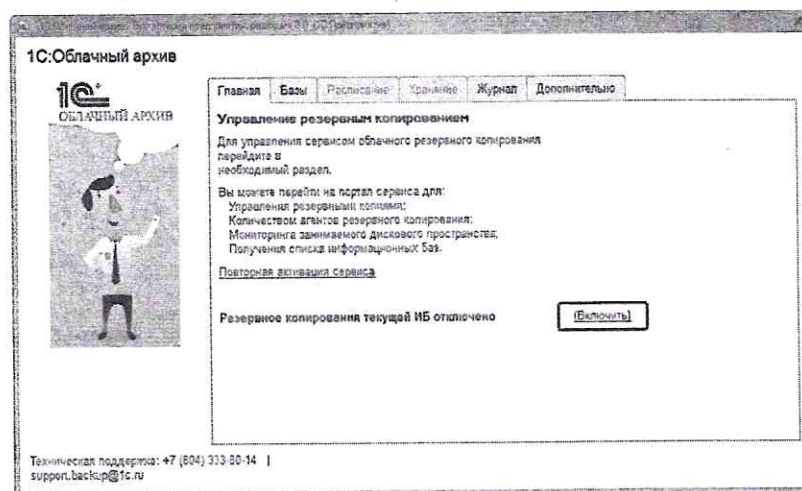 1С:Облачный архив
1С
ОБЛАЧНЫЙ АРХИВ
Главная Базы Расписание Хранение Журнал Дополнительно
Управление резервным копированием
Для управления сервисом облачного резервного копирования
перейдите в
необходимый раздел.
Вы можете перейти на портал сервиса для:
Управления резервными копиями;
Количеством агентов резервного копирования;
Мониторинга занимаемого дискового пространства;
Получения списка информационных баз.
Повторная активация сервиса
Резервное копирования текущей ИБ отключено (Включить)
Техническая поддержка: +7 (804) 333-80-14 |
support.backup@1c.ru